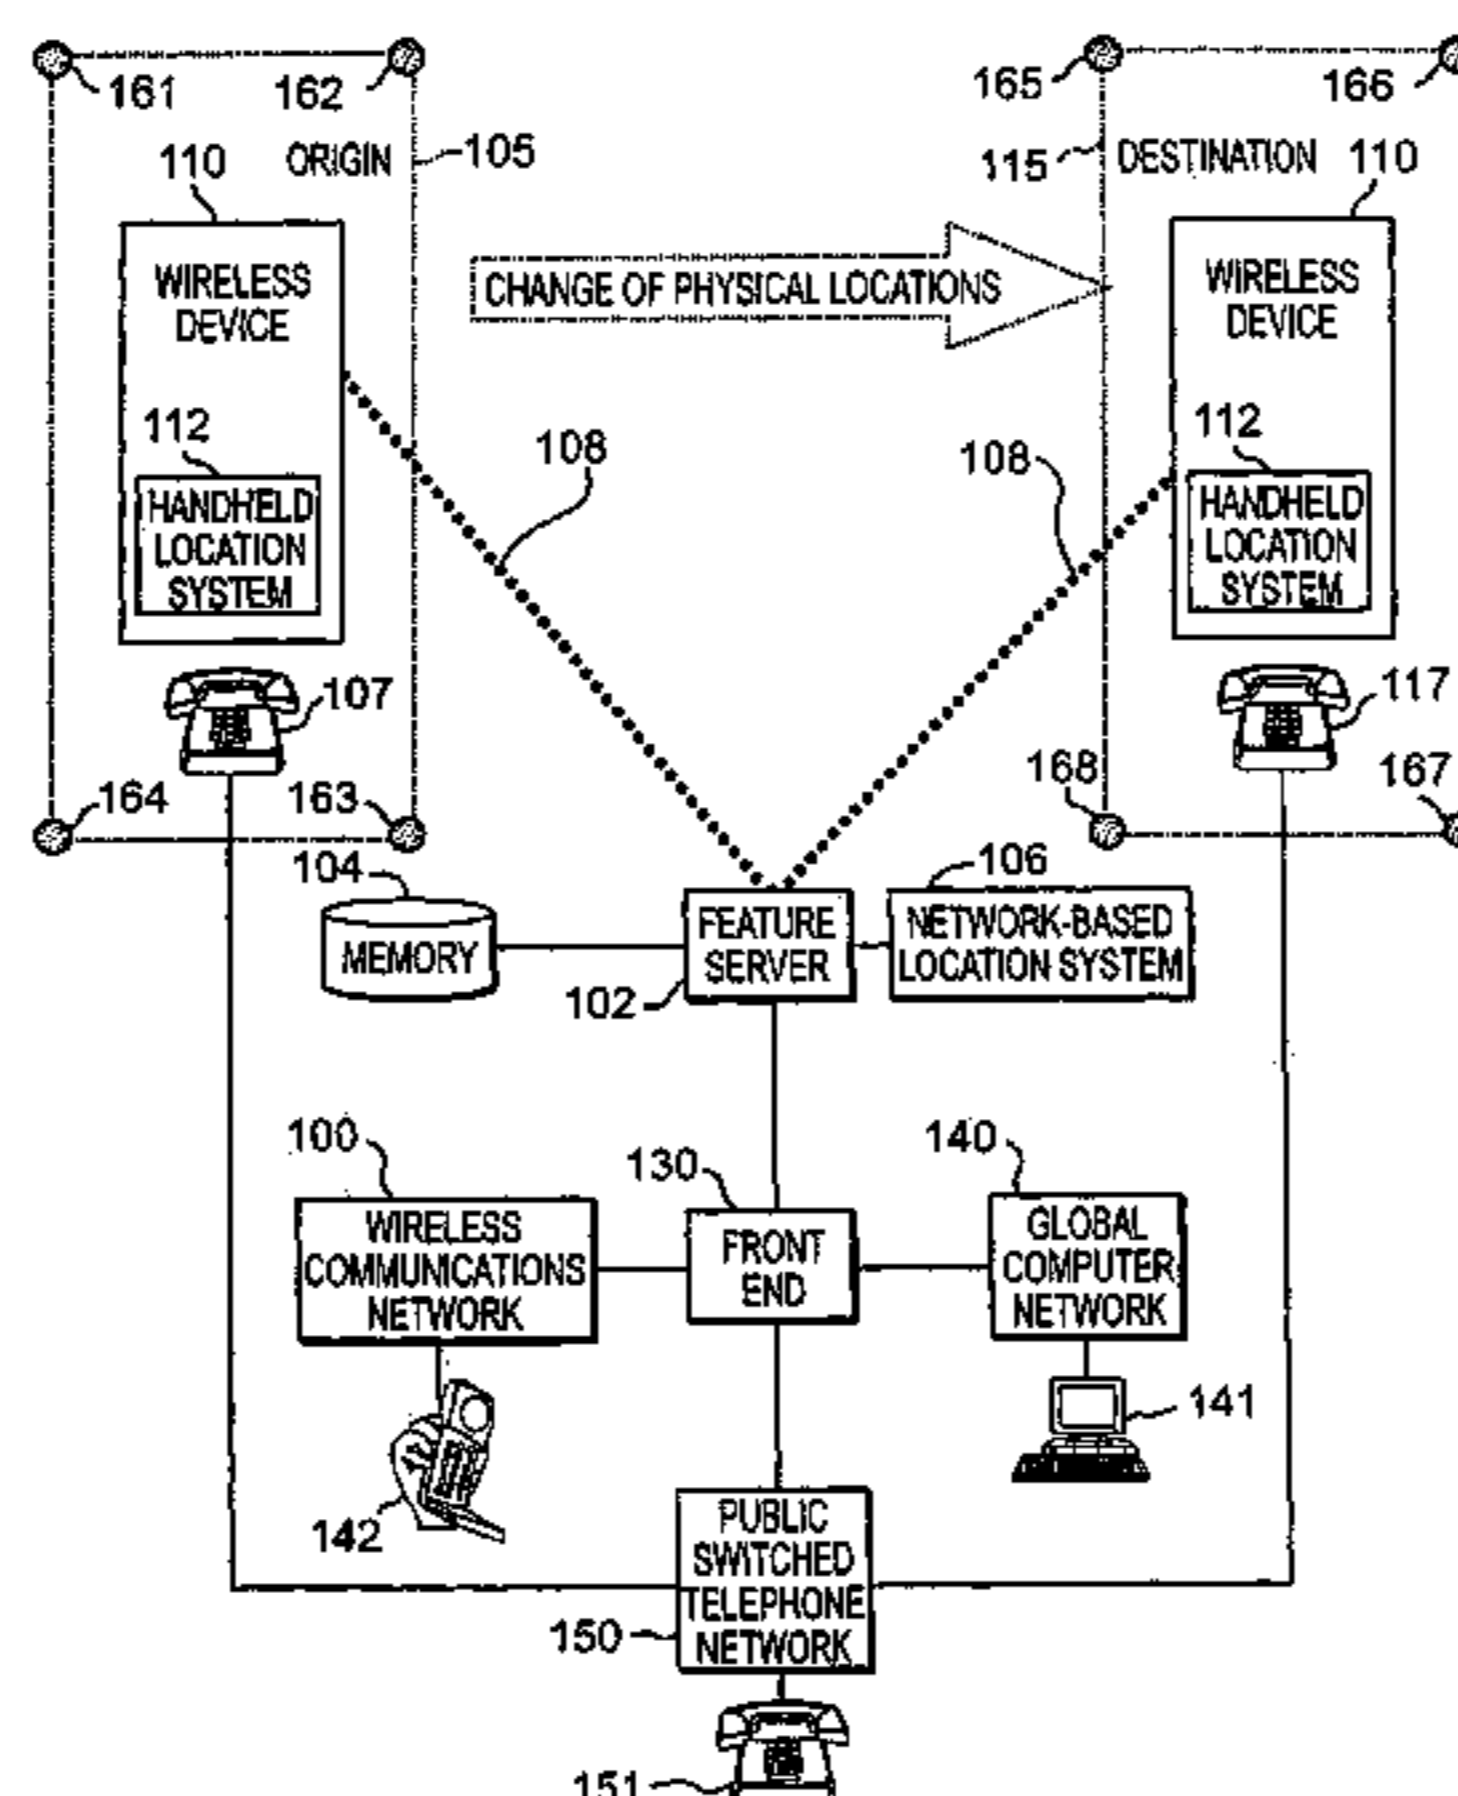 161
162
165
166
110
ORIGIN
105
115
DESTINATION
110
WIRELESS
DEVICE
CHANGE OF PHYSICAL LOCATIONS
WIRELESS
DEVICE
112
108
108
112
HANDHELD
LOCATION
SYSTEM
HANDHELD
LOCATION
SYSTEM
107
117
164
163
168
167
104
106
MEMORY
FEATURE
SERVER
NETWORK-BASED
LOCATION SYSTEM
102
100
130
140
WIRELESS
COMMUNICATIONS
NETWORK
FRONT
END
GLOBAL
COMPUTER
NETWORK
141
142
PUBLIC
SWITCHED
TELEPHONE
NETWORK
150
151